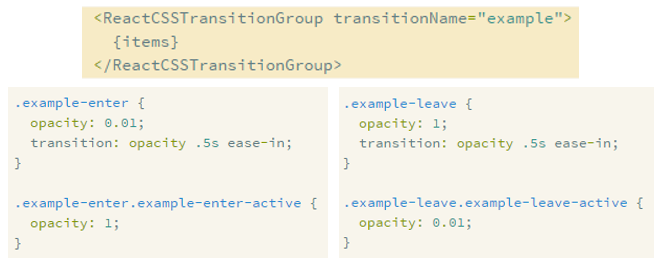 <ReactCSSTransitionGroup transitionName="example">
  {items}
</ReactCSSTransitionGroup>
.example-enter {
  opacity: 0.01;
  transition: opacity .5s ease-in;
}
.example-enter.example-enter-active {
  opacity: 1;
}
.example-leave {
  opacity: 1;
  transition: opacity .5s ease-in;
}
.example-leave.example-leave-active {
  opacity: 0.01;
}